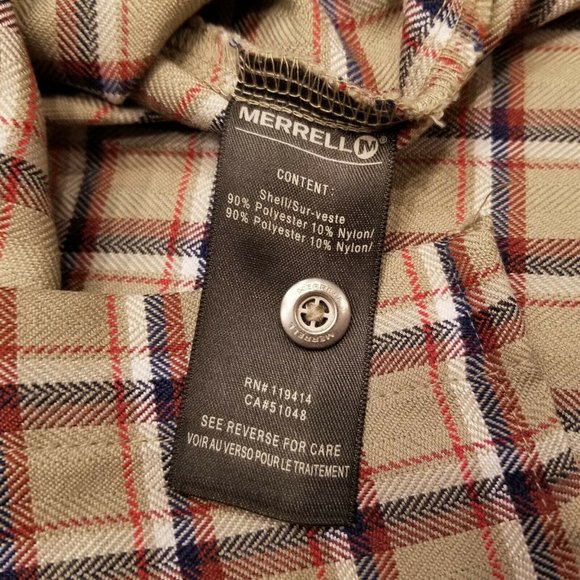 MERRELL M
CONTENT:
Shell/Sur-veste
90% Polyester 10% Nylon/
90% Polyester 10% Nylon/
MERRELL
MERRELL
RN# 119414
CA#51048
SEE REVERSE FOR CARE
VOIR AU VERSO POUR LE TRAITEMENT